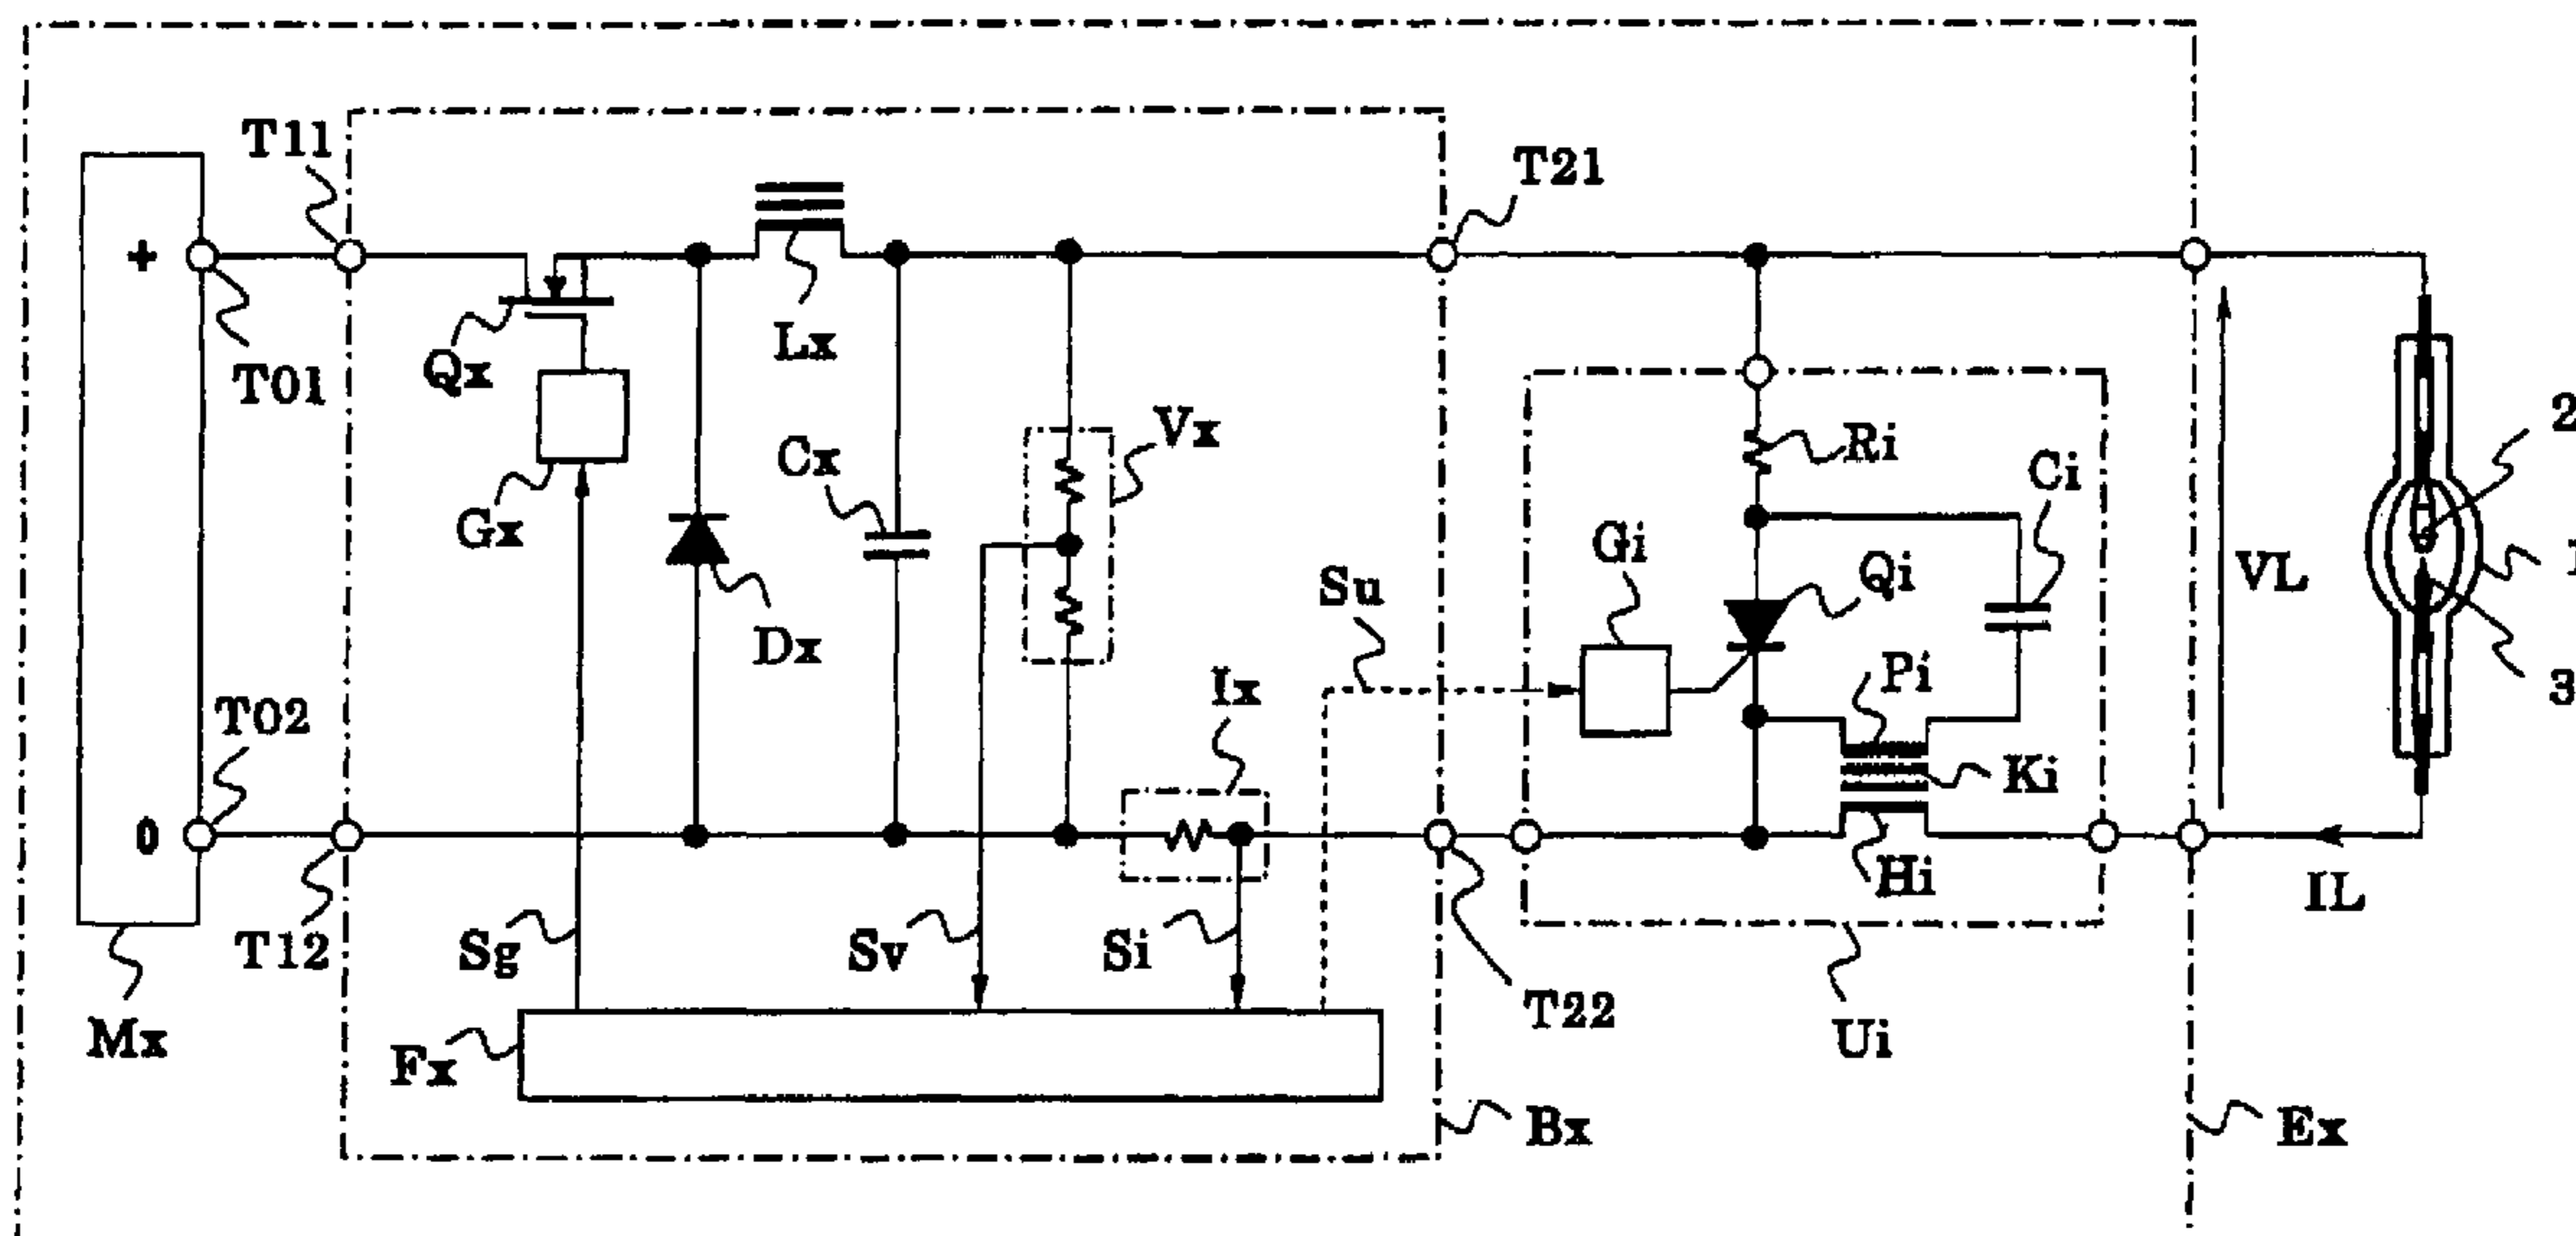 T11
T21
+
T01
Qx
Lx
Gx
Cx
Vx
Dx
Ri
Ci
Gi
Qi
Su
Pi
Ki
Hi
VL
2
1
3
Ix
T02
0
T12
Sg
Sv
Si
IL
T22
Ui
Mx
Fx
Bx
Ex